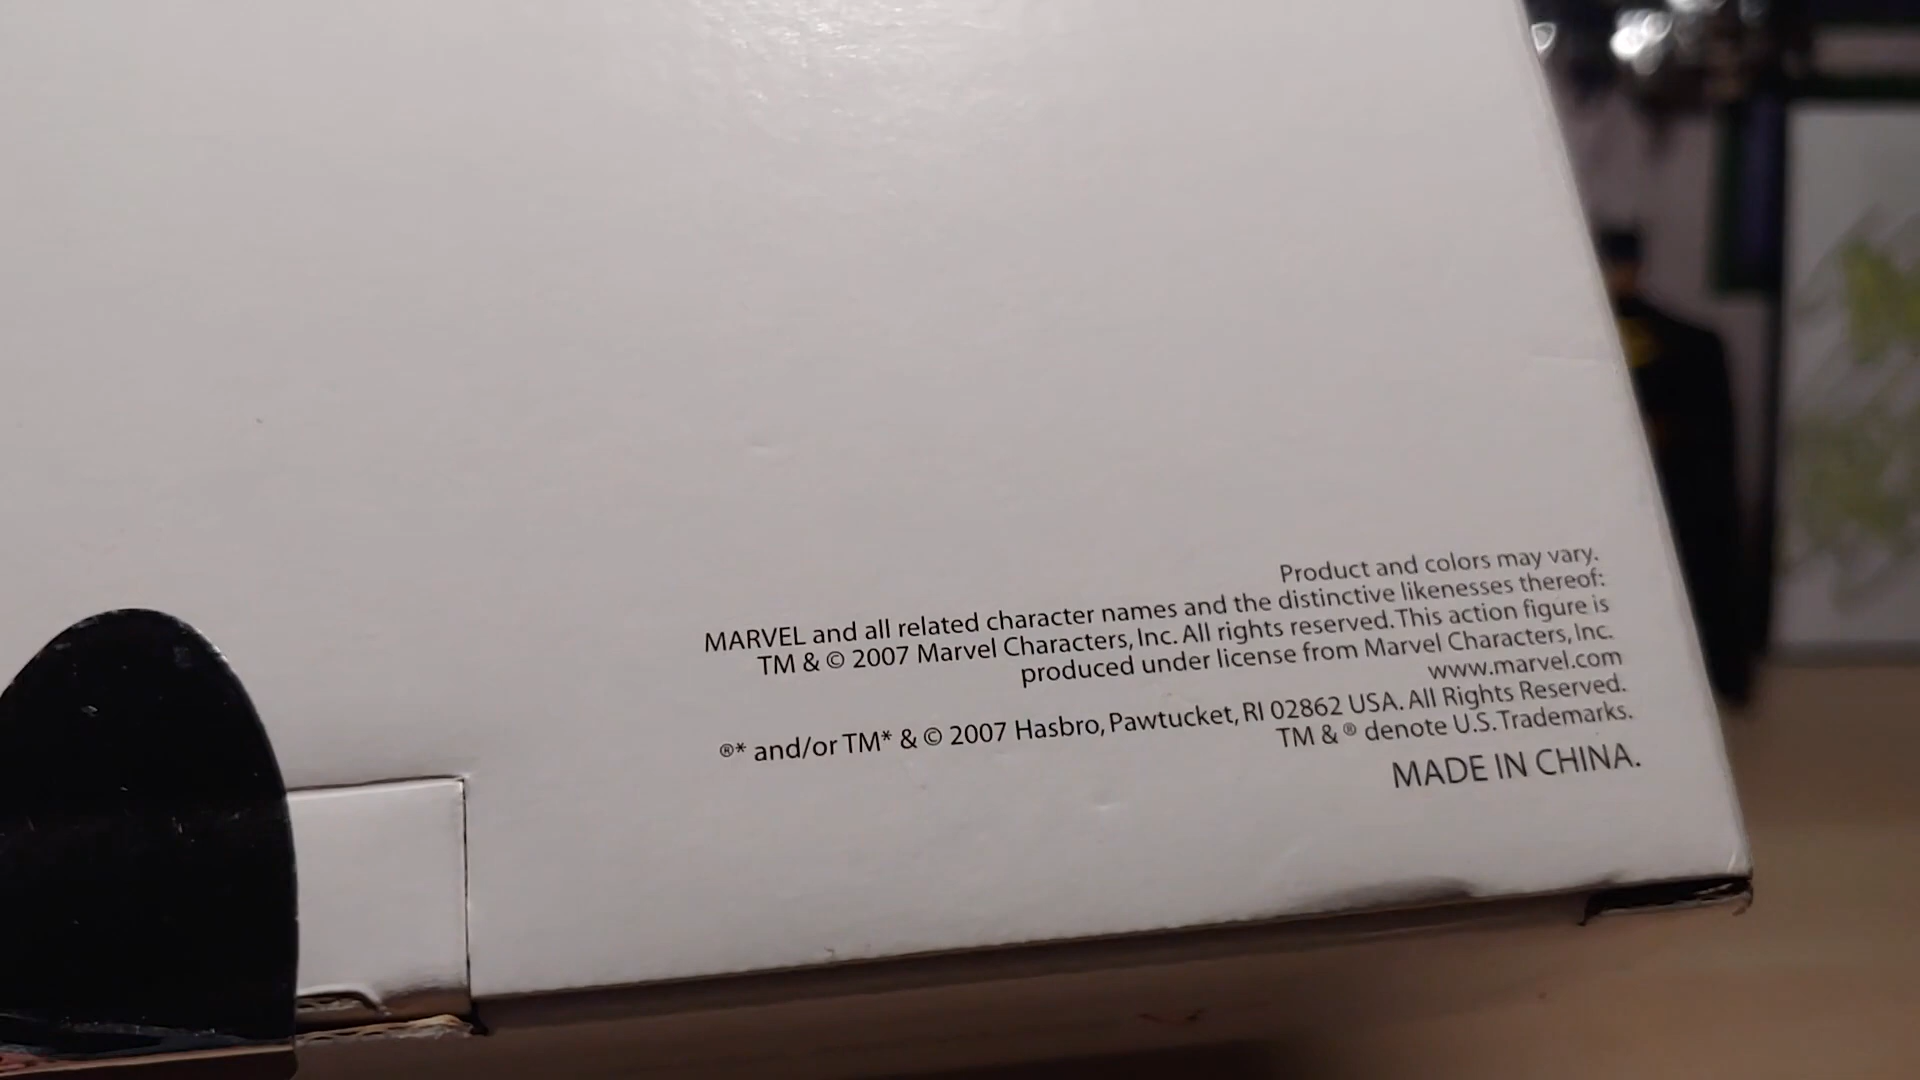 Product and colors may vary.
MARVEL and all related character names and the distinctive likenesses thereof:
TM & © 2007 Marvel Characters, Inc. All rights reserved. This action figure is
produced under license from Marvel Characters, Inc.
www.marvel.com
®* and/or TM* & © 2007 Hasbro, Pawtucket, RI 02862 USA. All Rights Reserved.
TM & ® denote U.S. Trademarks.
MADE IN CHINA.